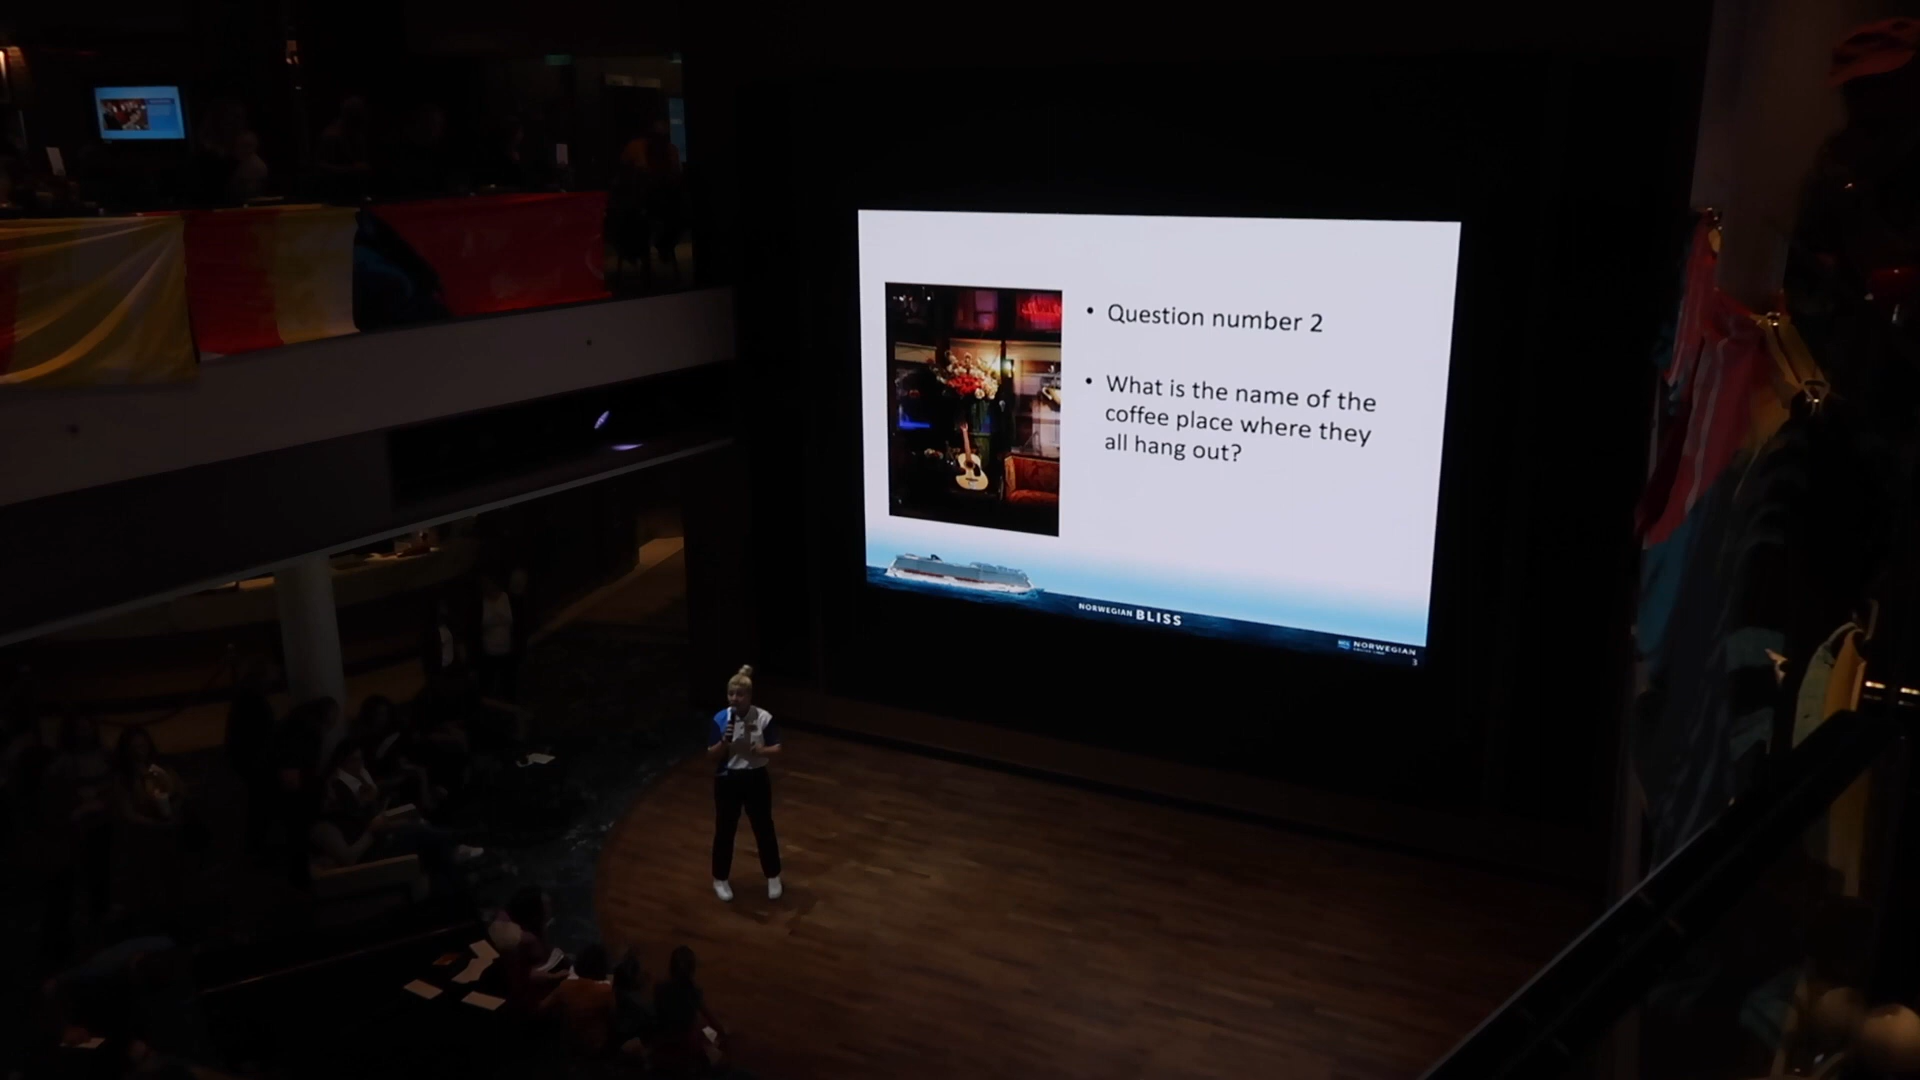 • Question number 2
• What is the name of the
coffee place where they
all hang out?
NORWEGIAN BLISS
NORWEGIAN
3